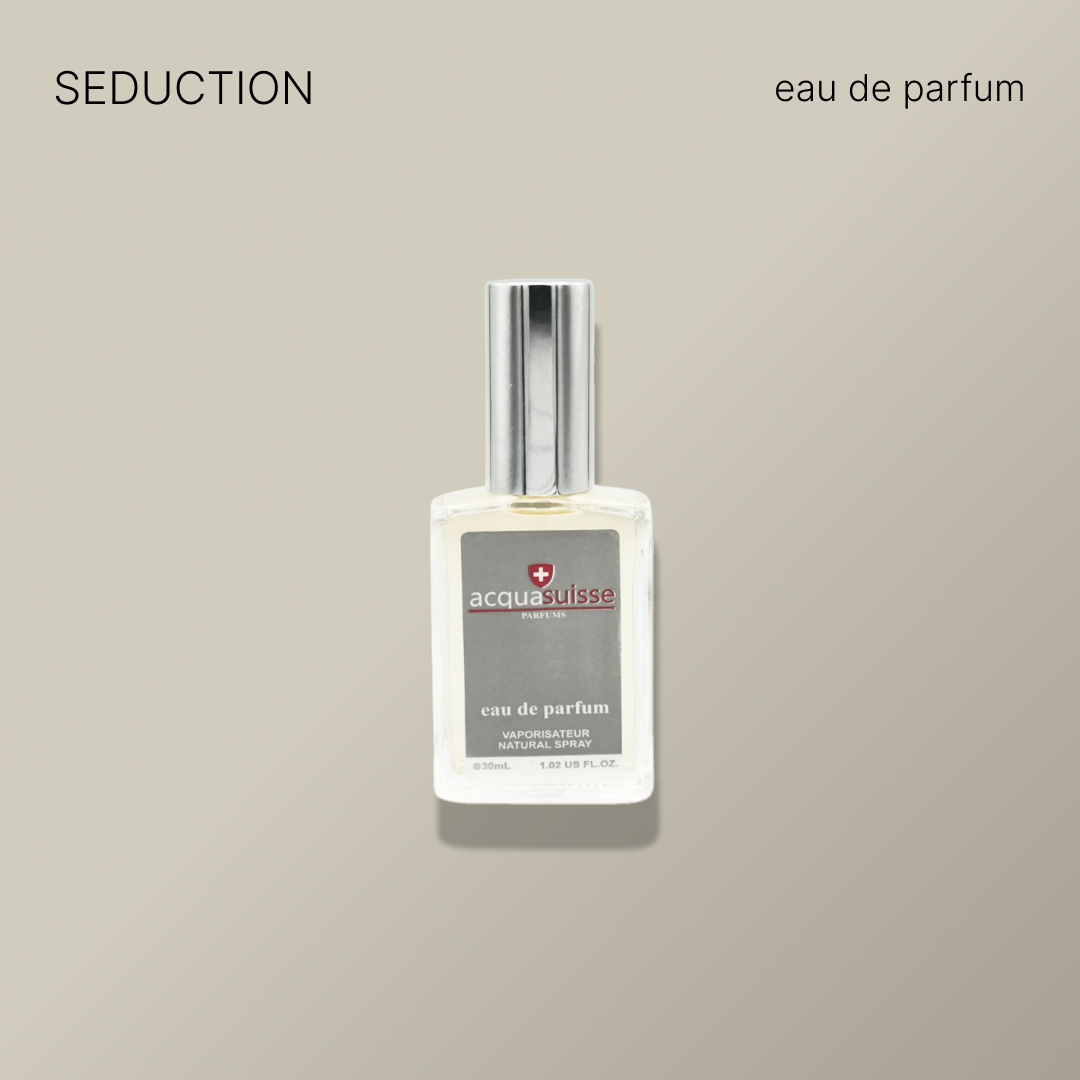 SEDUCTION
eau de parfum
acquasuisse
PARFUMS
eau de parfum
VAPORISATEUR
NATURAL SPRAY
℮30mL 1.02 US FL.OZ.